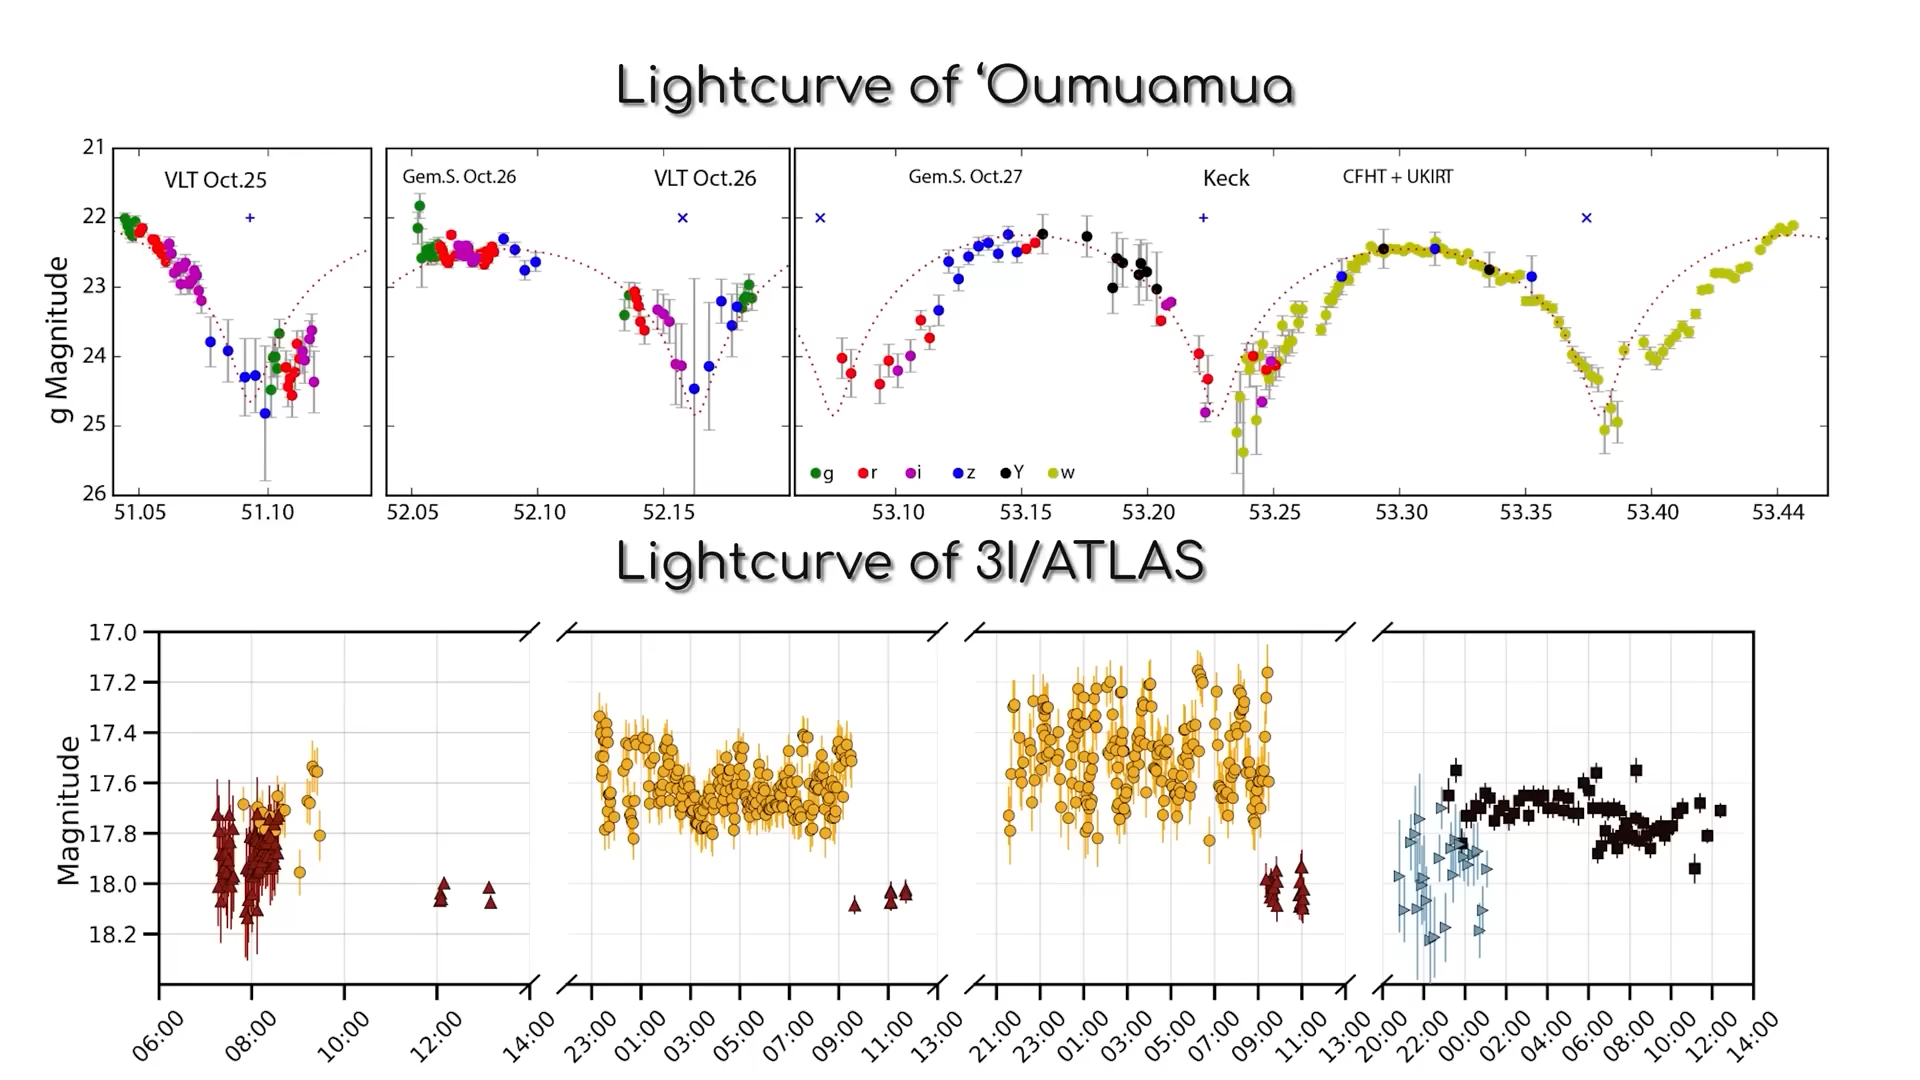 Lightcurve of ‘Oumuamua
g Magnitude
21
22
23
24
25
26
VLT Oct.25
Gem.S. Oct.26
VLT Oct.26
Gem.S. Oct.27
Keck
CFHT + UKIRT
g r i z Y w
51.05 51.10 52.05 52.10 52.15 53.10 53.15 53.20 53.25 53.30 53.35 53.40 53.44
Lightcurve of 3I/ATLAS
Magnitude
17.0
17.2
17.4
17.6
17.8
18.0
18.2
06:00 08:00 10:00 12:00 14:00 23:00 01:00 03:00 05:00 07:00 09:00 11:00 13:00 21:00 23:00 01:00 03:00 05:00 07:00 09:00 11:00 13:00 20:00 22:00 00:00 02:00 04:00 06:00 08:00 10:00 12:00 14:00